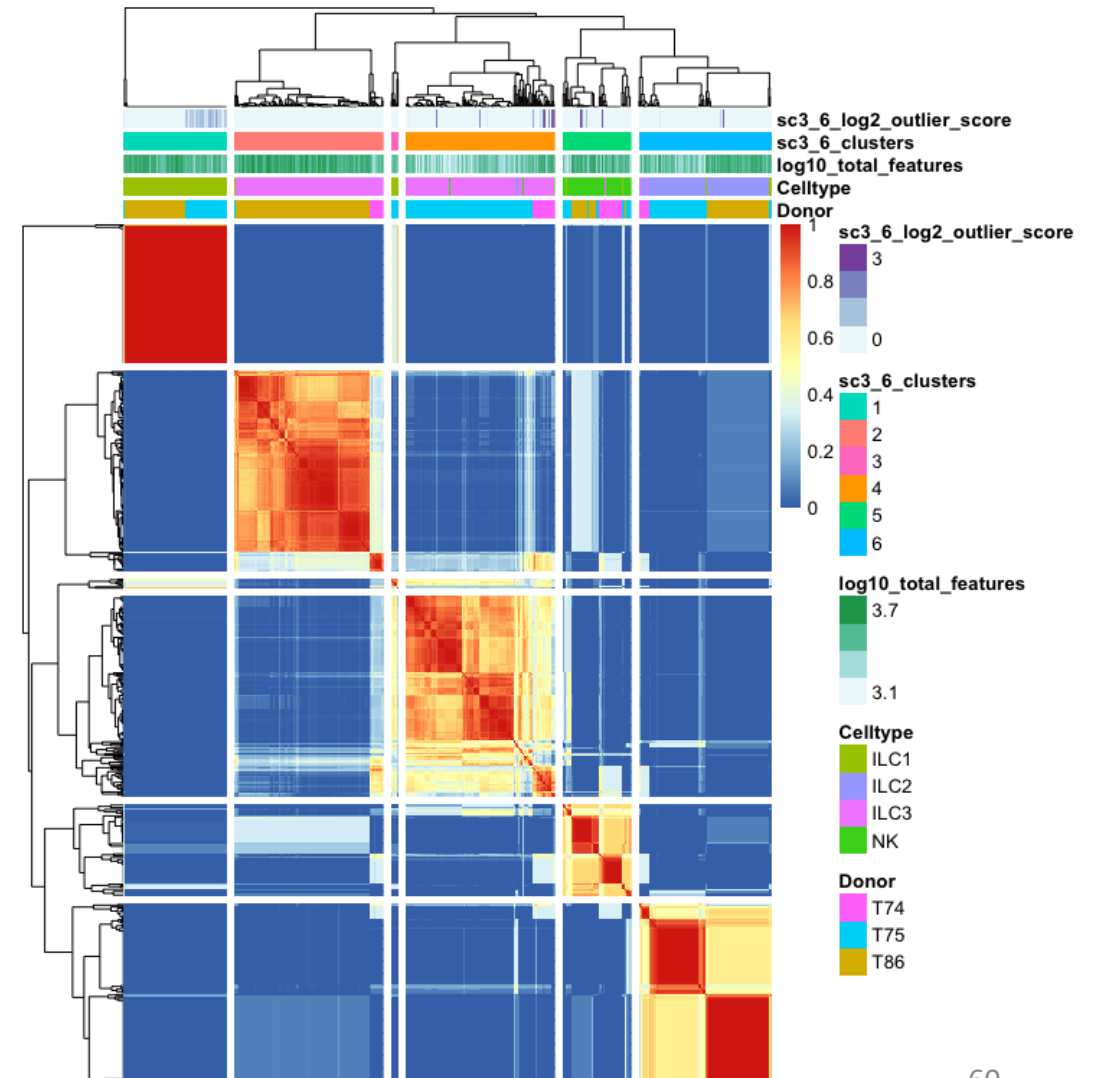 sc3_6_log2_outlier_score
sc3_6_clusters
log10_total_features
Celltype
Donor
1
0.8
0.6
0.4
0.2
0
sc3_6_log2_outlier_score
3
0
sc3_6_clusters
1
2
3
4
5
6
log10_total_features
3.7
3.1
Celltype
ILC1
ILC2
ILC3
NK
Donor
T74
T75
T86